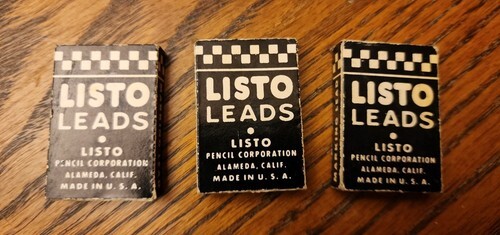 LISTO
LEADS
LISTO
PENCIL CORPORATION
ALAMEDA, CALIF.
MADE IN U. S. A.
LISTO
LEADS
LISTO
PENCIL CORPORATION
ALAMEDA, CALIF.
MADE IN U. S. A.
LISTO
LEADS
LISTO
PENCIL CORPORATION
ALAMEDA, CALIF.
MADE IN U. S. A.